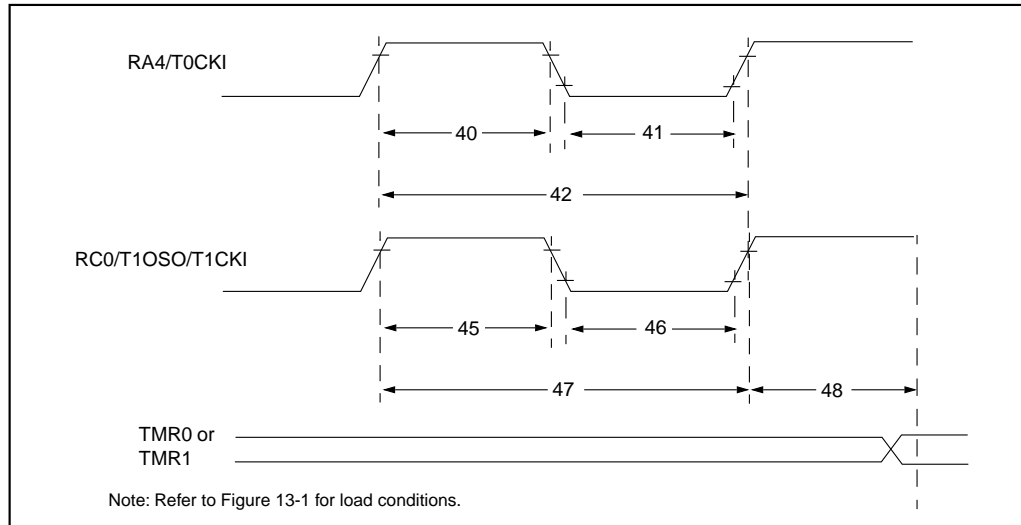 RA4/T0CKI
40
41
42
RC0/T1OSO/T1CKI
45
46
47
48
TMR0 or
TMR1
Note: Refer to Figure 13-1 for load conditions.